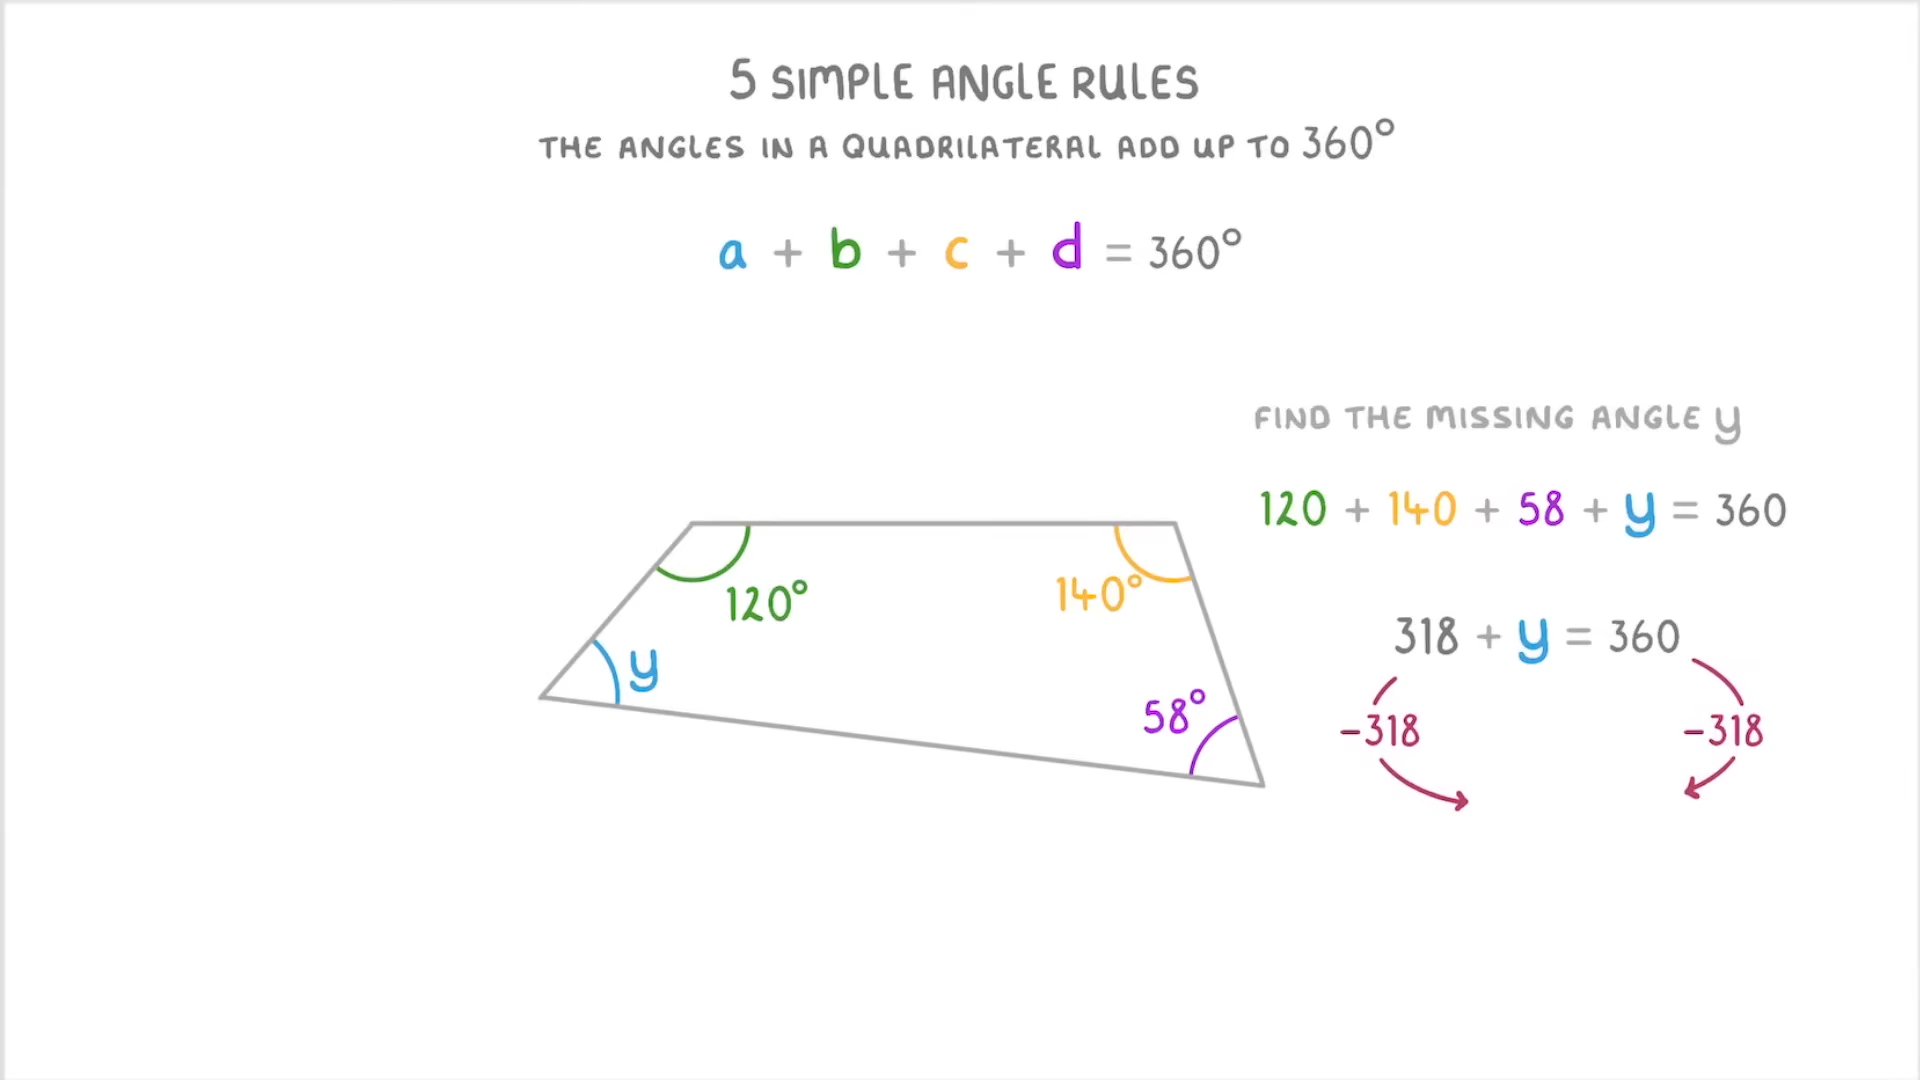 5 SIMPLE ANGLE RULES
THE ANGLES IN A QUADRILATERAL ADD UP TO 360°
a + b + c + d = 360°
FIND THE MISSING ANGLE y
120 + 140 + 58 + y = 360
120°
140°
318 + y = 360
y
58°
-318
-318